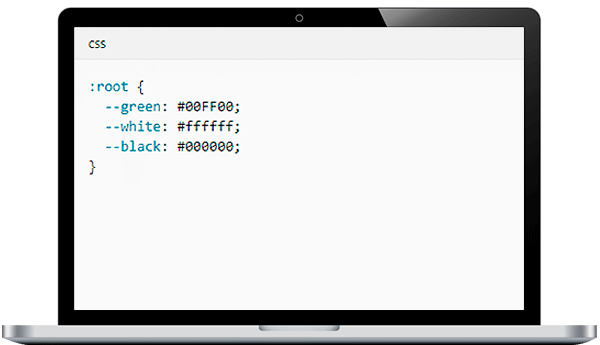 CSS
:root {
  --green: #00FF00;
  --white: #ffffff;
  --black: #000000;
}